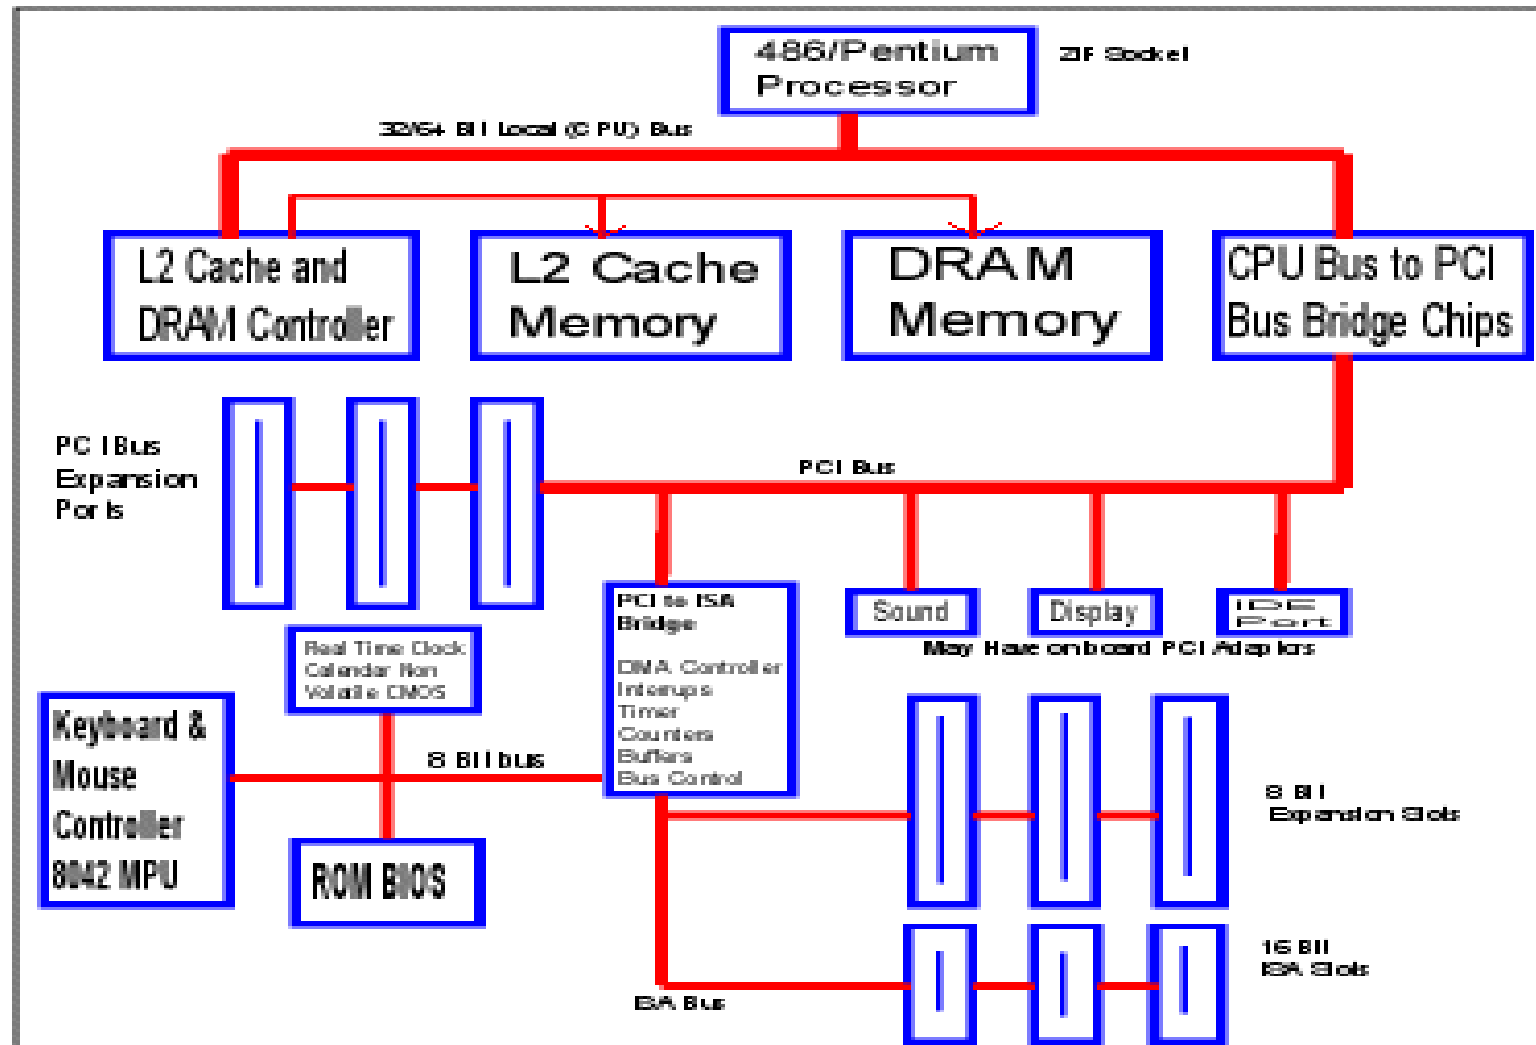 486/Pentium
Processor
ZIF Socket
32/64 Bit Local (CPU) Bus
L2 Cache and
DRAM Controller
L2 Cache
Memory
DRAM
Memory
CPU Bus to PCI
Bus Bridge Chips
PCI Bus
Expansion
Ports
PCI Bus
PCI to ISA
Bridge
DMA Controller
Interrups
Timer
Counters
Buffers
Bus Control
Sound
Display
IDE
Port
May Have onboard PCI Adaptors
Real Time Clock
Calendar Non
Volatile CMOS
Keyboard &
Mouse
Controller
8042 MPU
8 Bit bus
ROM BIOS
8 Bit
Expansion Slots
16 Bit
ISA Slots
ISA Bus